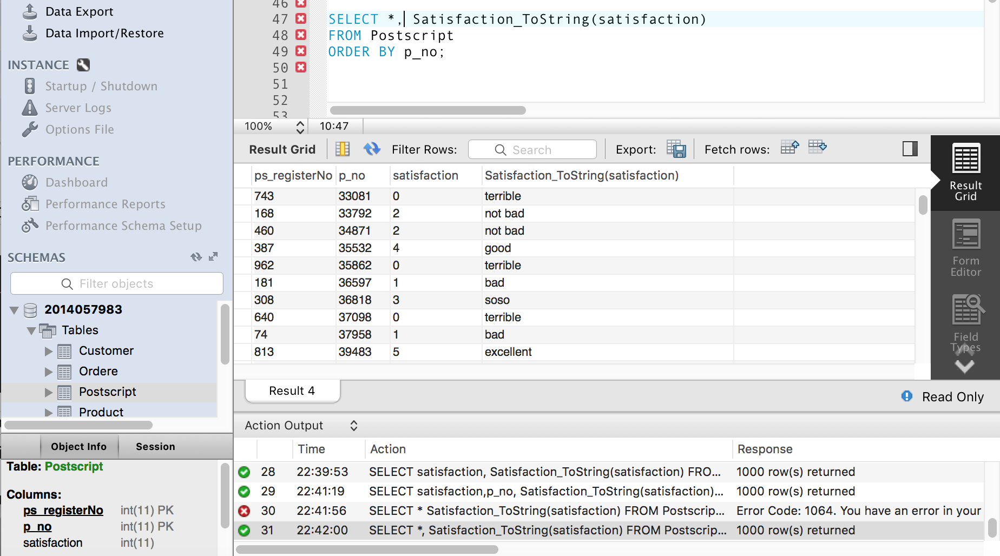 Data Export
Data Import/Restore
INSTANCE
Startup / Shutdown
Server Logs
Options File
PERFORMANCE
Dashboard
Performance Reports
Performance Schema Setup
SCHEMAS
Filter objects
2014057983
Tables
Customer
Ordere
Postscript
Product
Object Info Session
Table: Postscript
Columns:
ps_registerNo int(11) PK
p_no int(11) PK
satisfaction int(11)
46
47 SELECT *, Satisfaction_ToString(satisfaction)
48 FROM Postscript
49 ORDER BY p_no;
50
51
52
53
100% 10:47
Result Grid Filter Rows: Search Export: Fetch rows:
ps_registerNo p_no satisfaction Satisfaction_ToString(satisfaction)
743 33081 0 terrible
168 33792 2 not bad
460 34871 2 not bad
387 35532 4 good
962 35862 0 terrible
181 36597 1 bad
308 36818 3 soso
640 37098 0 terrible
74 37958 1 bad
813 39483 5 excellent
Result
Grid
Form
Editor
Field
Types
Result 4
Read Only
Action Output
Time Action Response
28 22:39:53 SELECT satisfaction, Satisfaction_ToString(satisfaction) FRO... 1000 row(s) returned
29 22:41:19 SELECT satisfaction,p_no, Satisfaction_ToString(satisfaction)... 1000 row(s) returned
30 22:41:56 SELECT * Satisfaction_ToString(satisfaction) FROM Postscrip... Error Code: 1064. You have an error in your
31 22:42:00 SELECT *, Satisfaction_ToString(satisfaction) FROM Postscrip... 1000 row(s) returned